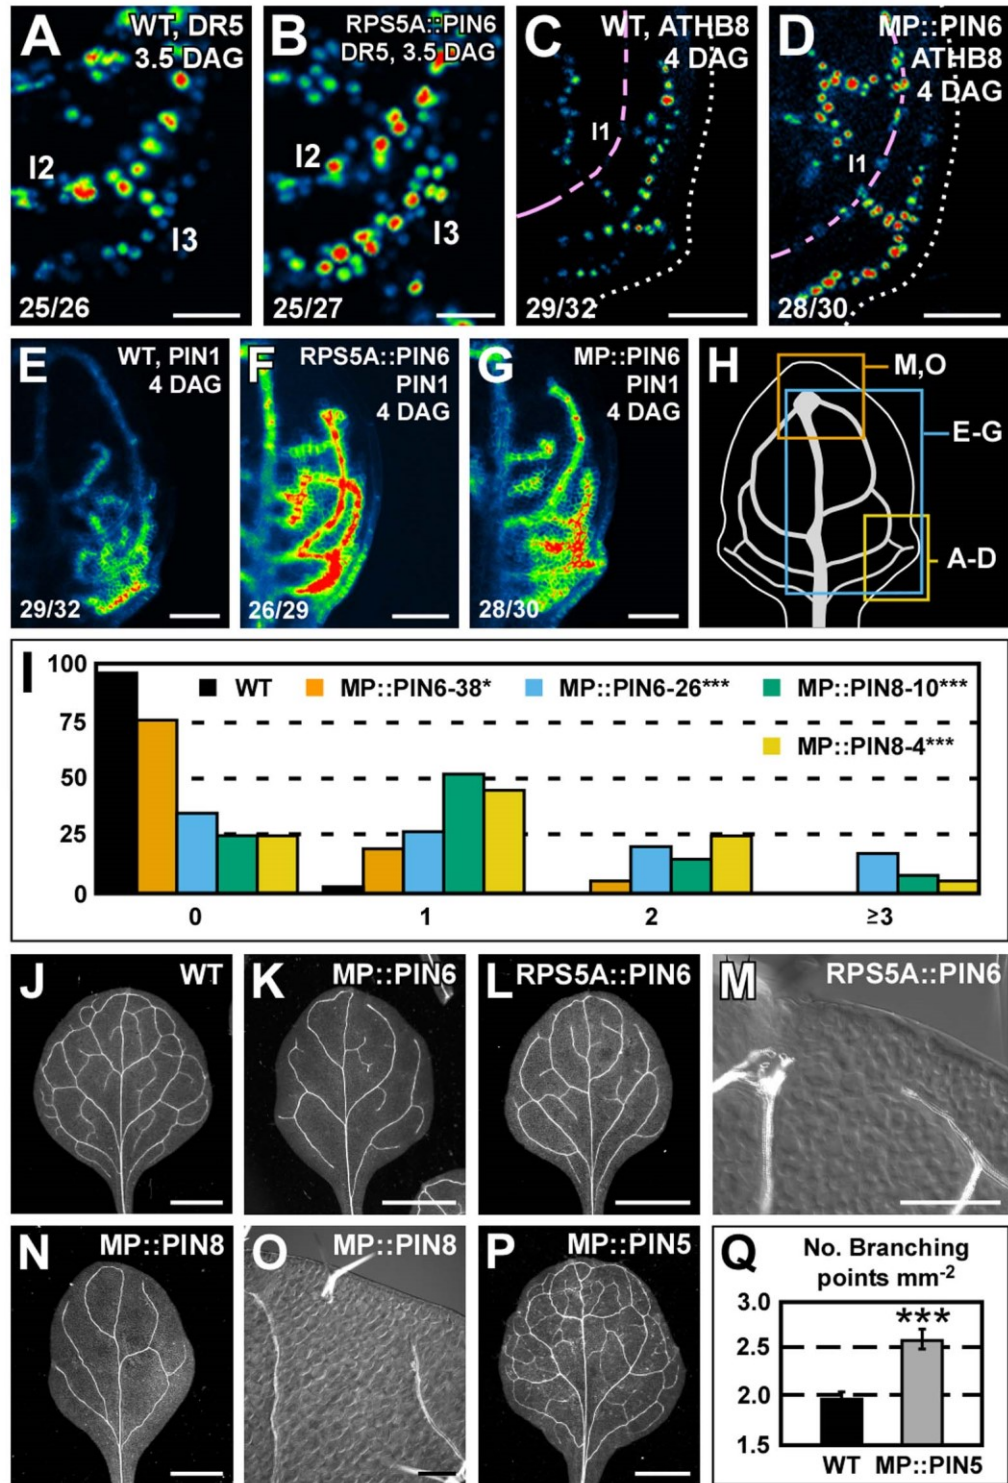 A
WT, DR5
3.5 DAG
I2
I3
25/26
B
RPS5A::PIN6
DR5, 3.5 DAG
I2
I3
25/27
C
WT, ATHB8
4 DAG
I1
29/32
D
MP::PIN6
ATHB8
4 DAG
I1
28/30
E
WT, PIN1
4 DAG
29/32
F
RPS5A::PIN6
PIN1
4 DAG
26/29
G
MP::PIN6
PIN1
4 DAG
28/30
H
M,O
E-G
A-D
I
100
75
50
25
0
WT
MP::PIN6-38*
MP::PIN6-26***
MP::PIN8-10***
MP::PIN8-4***
0
1
2
≥3
J
WT
K
MP::PIN6
L
RPS5A::PIN6
M
RPS5A::PIN6
N
MP::PIN8
O
MP::PIN8
P
MP::PIN5
Q
No. Branching
points mm-2
3.0
2.5
2.0
1.5
***
WT
MP::PIN5